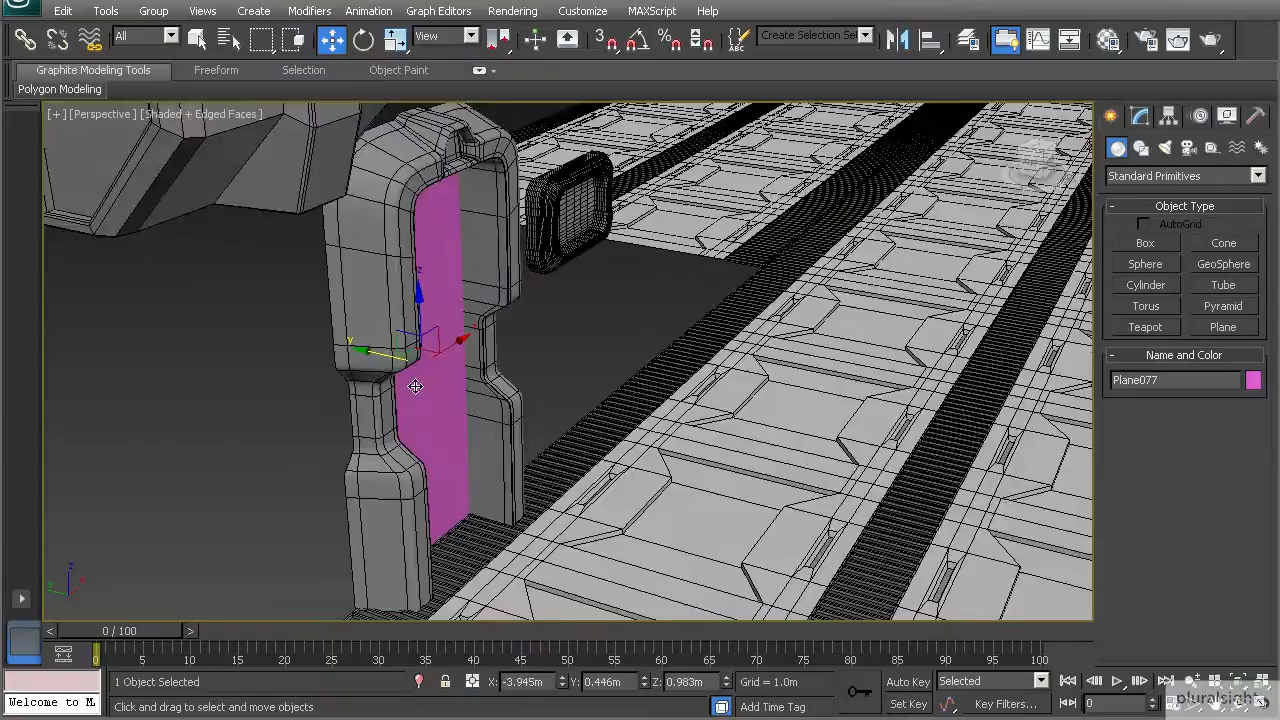 Edit Tools Group Views Create Modifiers Animation Graph Editors Rendering Customize MAXScript Help
All View 3 % ABC Create Selection Se
Graphite Modeling Tools Freeform Selection Object Paint
Polygon Modeling
[+] [Perspective] [Shaded + Edged Faces]
Standard Primitives
- Object Type
AutoGrid
Box Cone
Sphere GeoSphere
Cylinder Tube
Torus Pyramid
Teapot Plane
- Name and Color
Plane077
z
y
z
y
< 0 / 100 >
0 5 10 15 20 25 30 35 40 45 50 55 60 65 70 75 80 85 90 95 100
1 Object Selected X: -3.945m Y: 0.446m Z: 0.983m Grid = 1.0m Auto Key Selected
Welcome to M Click and drag to select and move objects Add Time Tag Set Key Key Filters... 0